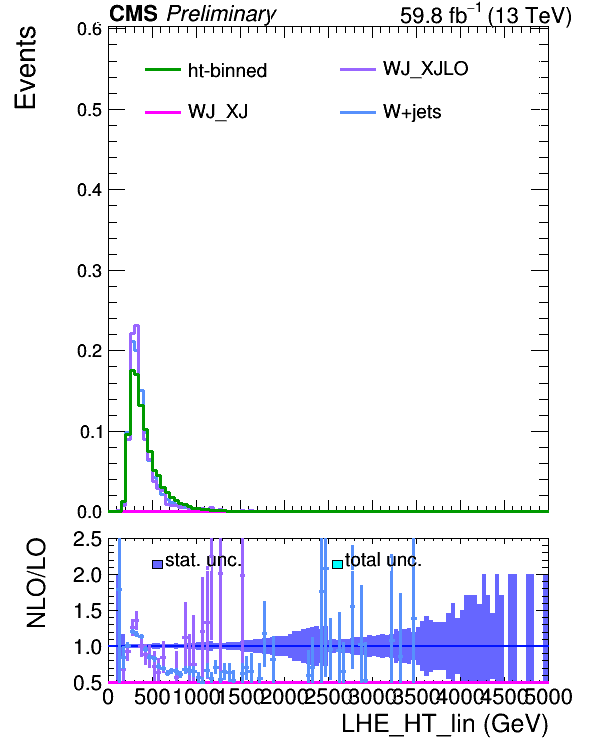 CMS Preliminary 59.8 fb⁻¹ (13 TeV)
Events
0.6
0.5
0.4
0.3
0.2
0.1
0.0
ht-binned
WJ_XJLO
WJ_XJ
W+jets
NLO/LO
2.5
2.0
1.5
1.0
0.5
stat. unc.
total unc.
0 500 1000 1500 2000 2500 3000 3500 4000 4500 5000
LHE_HT_lin (GeV)